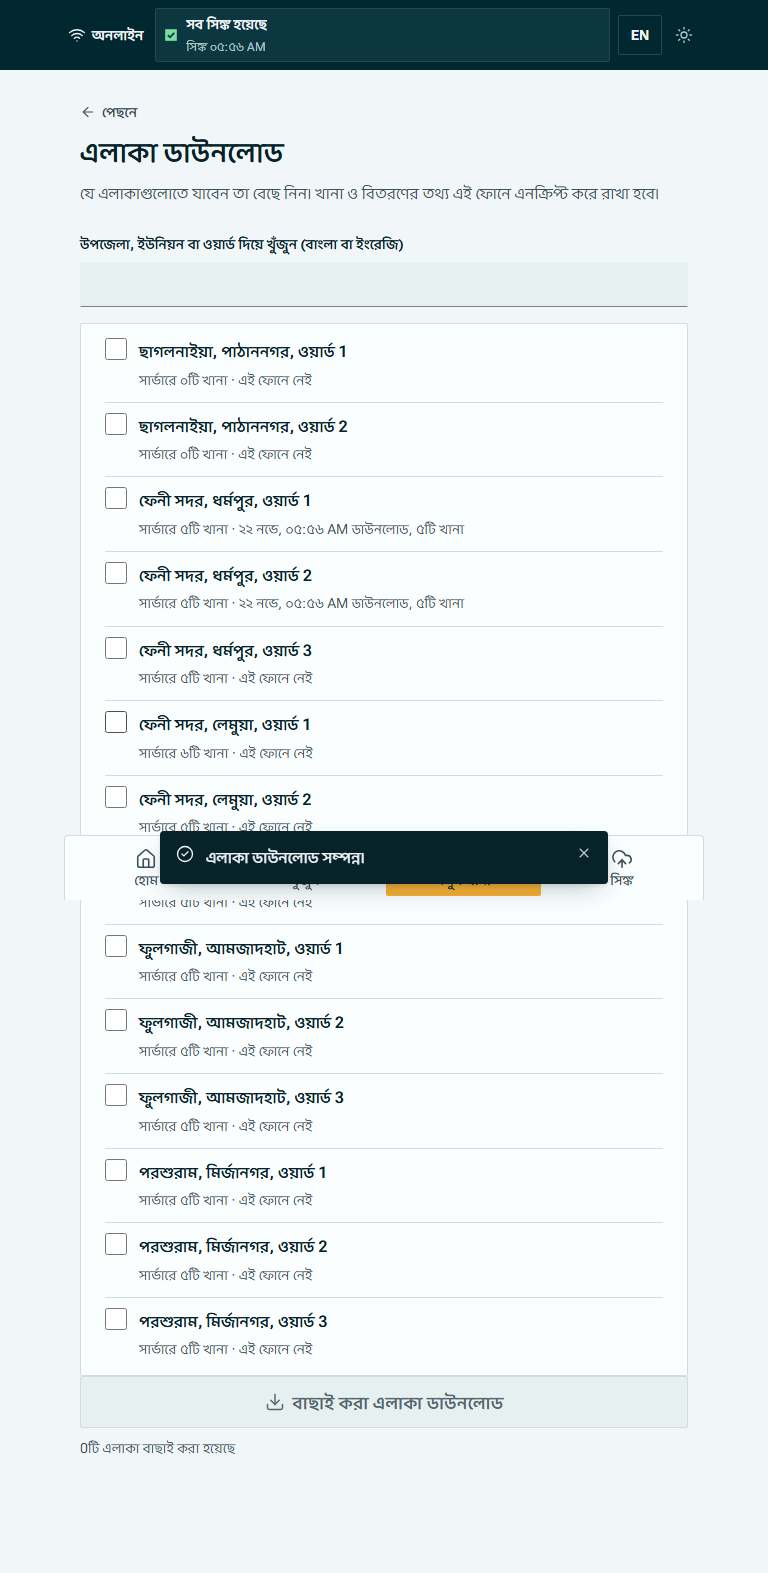 অনলাইন
সব সিঙ্ক হয়েছে
সিঙ্ক ০৫:৫৬ AM
EN
পেছনে
এলাকা ডাউনলোড
যে এলাকাগুলোতে যাবেন তা বেছে নিন। খানা ও বিতরণের তথ্য এই ফোনে এনক্রিপ্ট করে রাখা হবে।
উপজেলা, ইউনিয়ন বা ওয়ার্ড দিয়ে খুঁজুন (বাংলা বা ইংরেজি)
ছাগলনাইয়া, পাঠাননগর, ওয়ার্ড 1
সার্ভারে ০টি খানা · এই ফোনে নেই
ছাগলনাইয়া, পাঠাননগর, ওয়ার্ড 2
সার্ভারে ০টি খানা · এই ফোনে নেই
ফেনী সদর, ধর্মপুর, ওয়ার্ড 1
সার্ভারে ৫টি খানা · ২২ নভে, ০৫:৫৬ AM ডাউনলোড, ৫টি খানা
ফেনী সদর, ধর্মপুর, ওয়ার্ড 2
সার্ভারে ৫টি খানা · ২২ নভে, ০৫:৫৬ AM ডাউনলোড, ৫টি খানা
ফেনী সদর, ধর্মপুর, ওয়ার্ড 3
সার্ভারে ৫টি খানা · এই ফোনে নেই
ফেনী সদর, লেমুয়া, ওয়ার্ড 1
সার্ভারে ৬টি খানা · এই ফোনে নেই
ফেনী সদর, লেমুয়া, ওয়ার্ড 2
সার্ভারে ৫টি খানা · এই ফোনে নেই
এলাকা ডাউনলোড সম্পন্ন।
হোম
সিঙ্ক
সার্ভারে ৫টি খানা · এই ফোনে নেই
ফুলগাজী, আমজাদহাট, ওয়ার্ড 1
সার্ভারে ৫টি খানা · এই ফোনে নেই
ফুলগাজী, আমজাদহাট, ওয়ার্ড 2
সার্ভারে ৫টি খানা · এই ফোনে নেই
ফুলগাজী, আমজাদহাট, ওয়ার্ড 3
সার্ভারে ৫টি খানা · এই ফোনে নেই
পরশুরাম, মির্জানগর, ওয়ার্ড 1
সার্ভারে ৫টি খানা · এই ফোনে নেই
পরশুরাম, মির্জানগর, ওয়ার্ড 2
সার্ভারে ৫টি খানা · এই ফোনে নেই
পরশুরাম, মির্জানগর, ওয়ার্ড 3
সার্ভারে ৫টি খানা · এই ফোনে নেই
বাছাই করা এলাকা ডাউনলোড
0টি এলাকা বাছাই করা হয়েছে